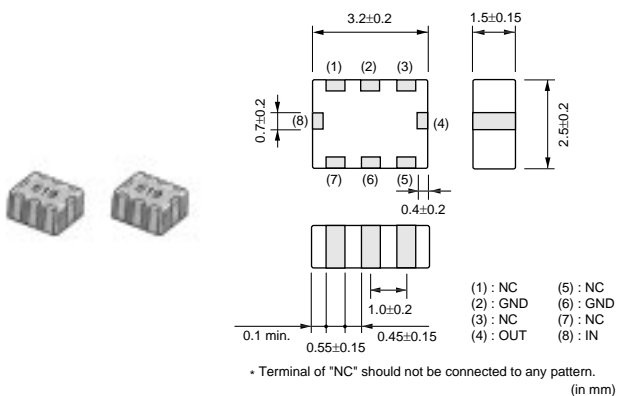 3.2±0.2
1.5±0.15
(1) (2) (3)
0.7±0.2
(8)
(4)
2.5±0.2
(7) (6) (5)
0.4±0.2
1.0±0.2
0.1 min.
0.55±0.15
0.45±0.15
(1) : NC
(2) : GND
(3) : NC
(4) : OUT
(5) : NC
(6) : GND
(7) : NC
(8) : IN
* Terminal of "NC" should not be connected to any pattern.
(in mm)